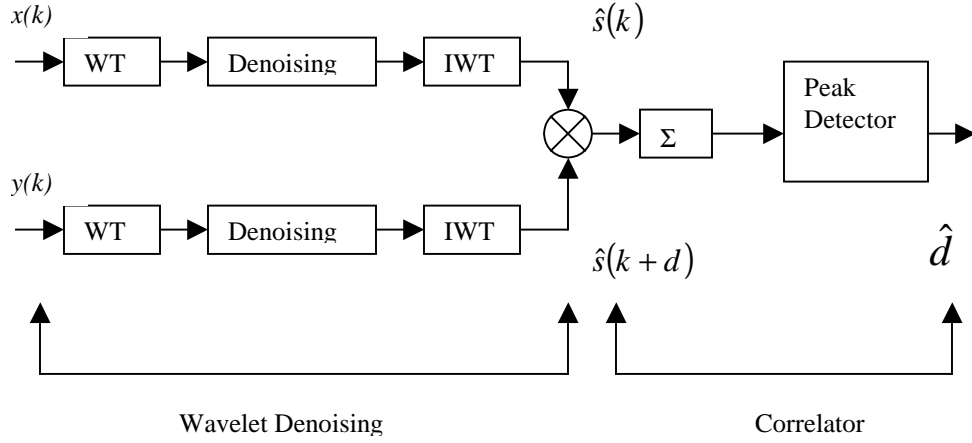 x(k)
ŝ(k)
WT
Denoising
IWT
Peak
Detector
Σ
y(k)
WT
Denoising
IWT
ŝ(k + d)
d̂
Wavelet Denoising
Correlator